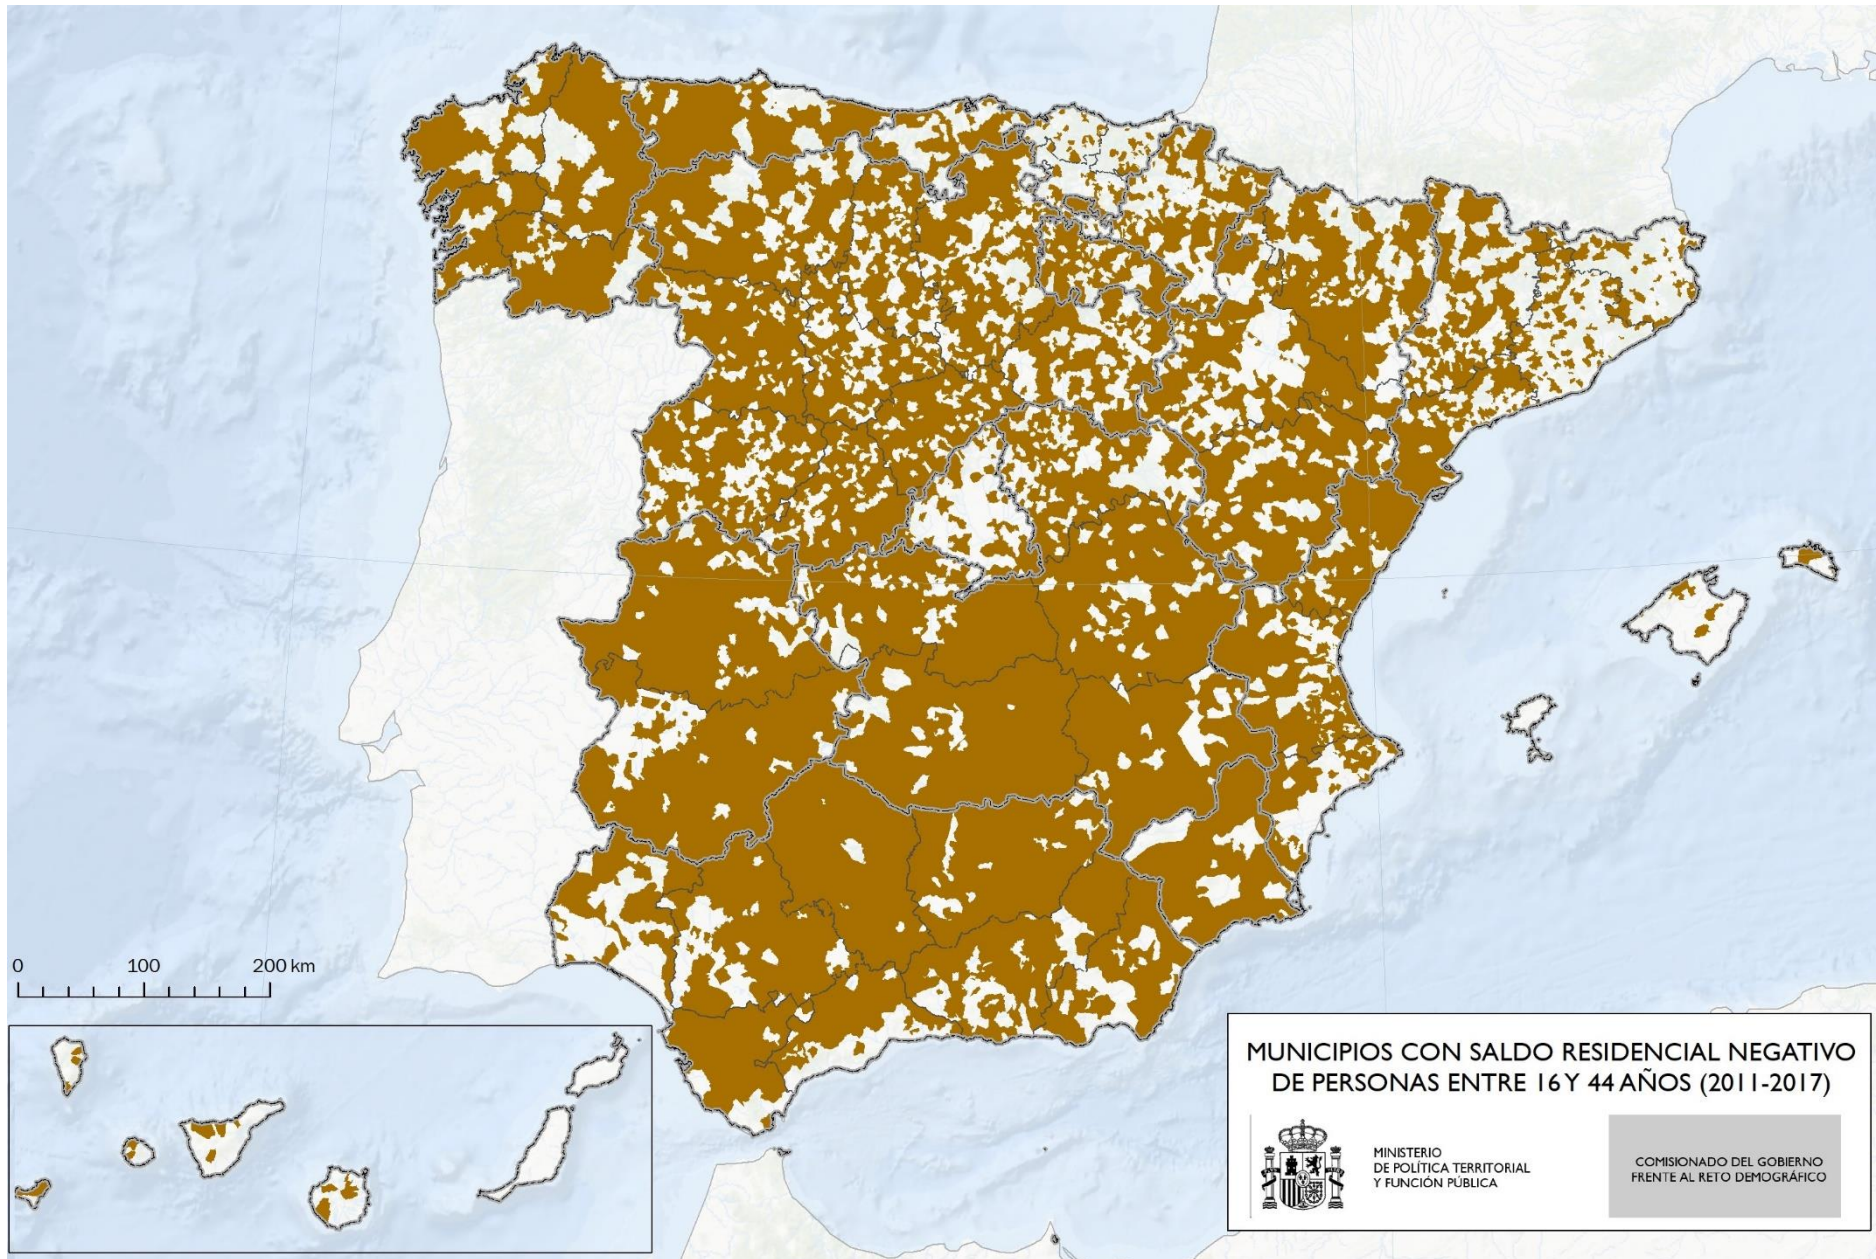 0 100 200 km
MUNICIPIOS CON SALDO RESIDENCIAL NEGATIVO
DE PERSONAS ENTRE 16 Y 44 AÑOS (2011-2017)
MINISTERIO
DE POLÍTICA TERRITORIAL
Y FUNCIÓN PÚBLICA
COMISIONADO DEL GOBIERNO
FRENTE AL RETO DEMOGRÁFICO